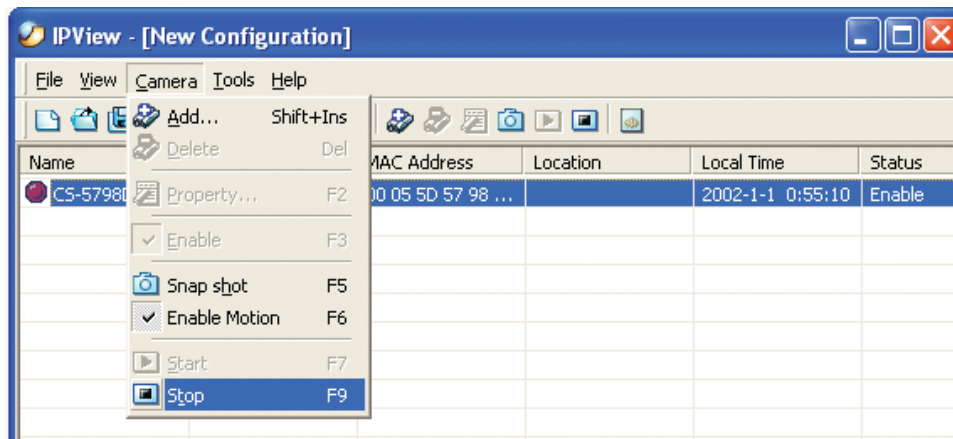 IPView - [New Configuration]
File View Camera Tools Help
Add... Shift+Ins
Delete Del
Property... F2
Enable F3
Snap shot F5
Enable Motion F6
Start F7
Stop F9
Name MAC Address Location Local Time Status
CS-5798 00 05 5D 57 98 ... 2002-1-1 0:55:10 Enable